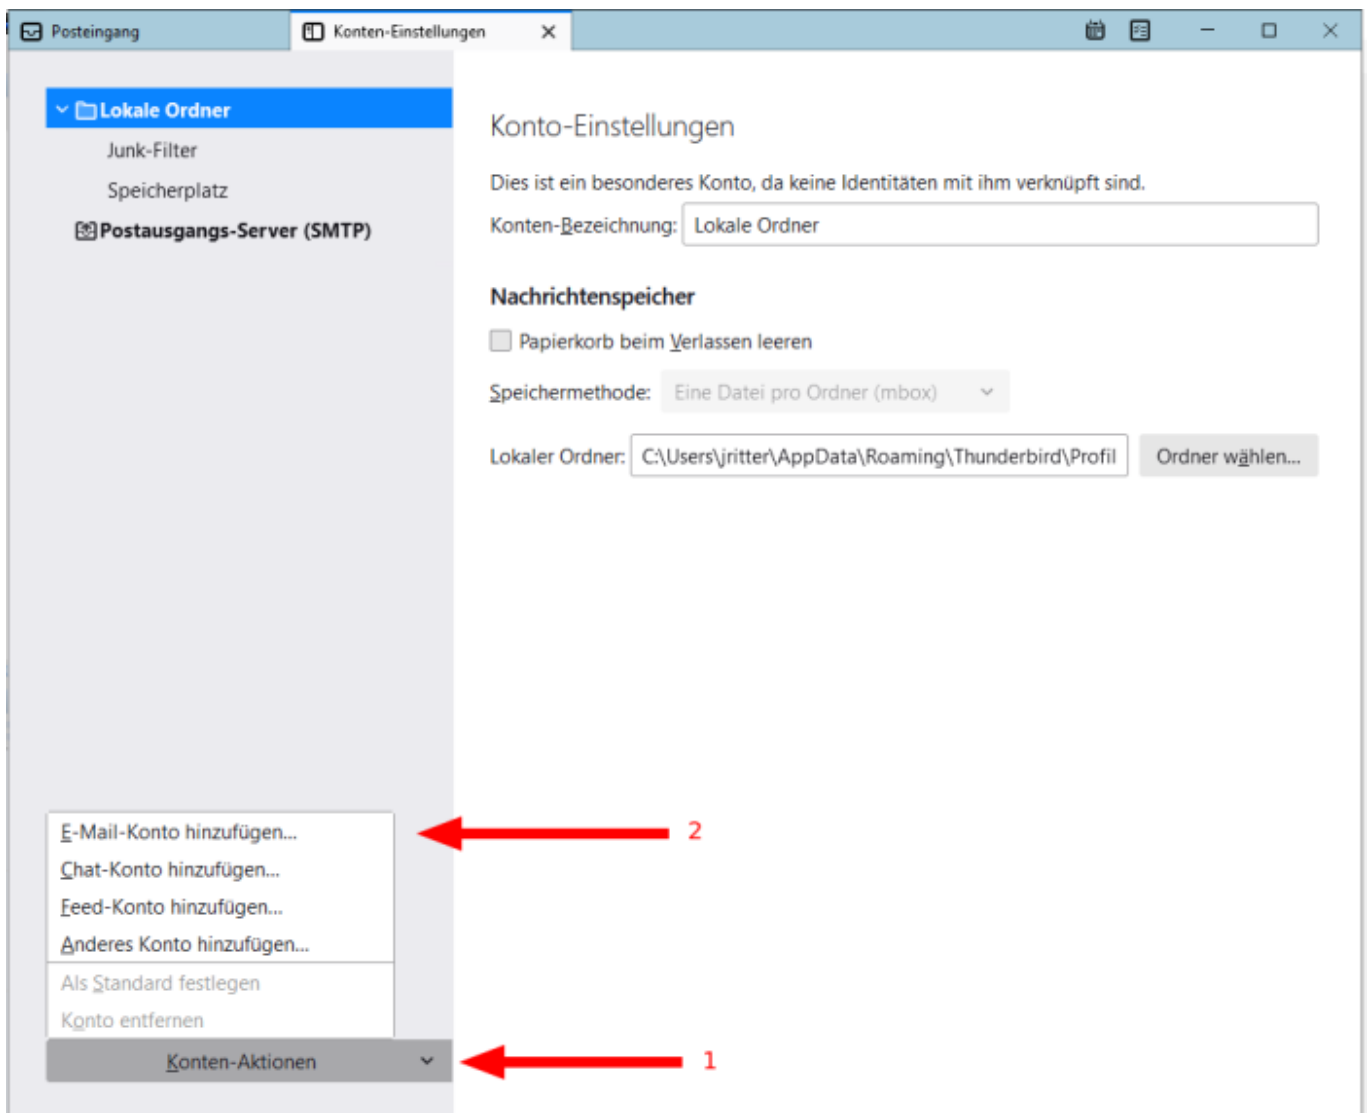 Posteingang
Konten-Einstellungen
Lokale Ordner
Junk-Filter
Speicherplatz
Postausgangs-Server (SMTP)
Konto-Einstellungen
Dies ist ein besonderes Konto, da keine Identitäten mit ihm verknüpft sind.
Konten-Bezeichnung: Lokale Ordner
Nachrichtenspeicher
Papierkorb beim Verlassen leeren
Speichermethode: Eine Datei pro Ordner (mbox)
Lokaler Ordner: C:\Users\jritter\AppData\Roaming\Thunderbird\Profil Ordner wählen...
E-Mail-Konto hinzufügen... 2
Chat-Konto hinzufügen...
Feed-Konto hinzufügen...
Anderes Konto hinzufügen...
Als Standard festlegen
Konto entfernen
Konten-Aktionen 1